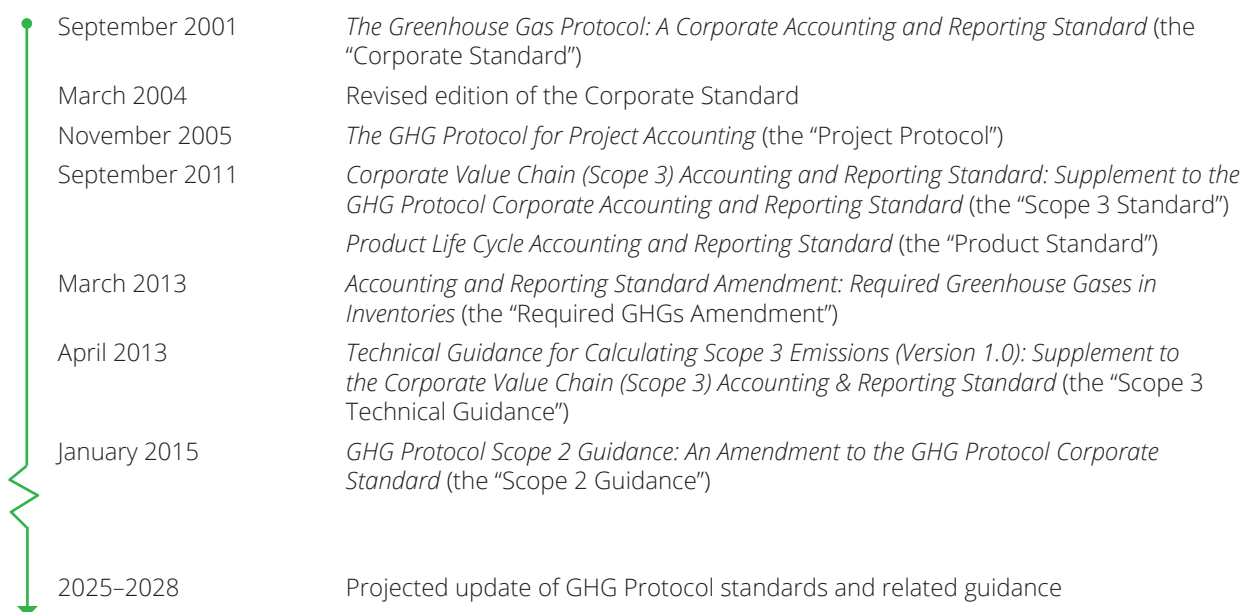 September 2001 The Greenhouse Gas Protocol: A Corporate Accounting and Reporting Standard (the
“Corporate Standard”)
March 2004 Revised edition of the Corporate Standard
November 2005 The GHG Protocol for Project Accounting (the “Project Protocol”)
September 2011 Corporate Value Chain (Scope 3) Accounting and Reporting Standard: Supplement to the
GHG Protocol Corporate Accounting and Reporting Standard (the “Scope 3 Standard”)
Product Life Cycle Accounting and Reporting Standard (the “Product Standard”)
March 2013 Accounting and Reporting Standard Amendment: Required Greenhouse Gases in
Inventories (the “Required GHGs Amendment”)
April 2013 Technical Guidance for Calculating Scope 3 Emissions (Version 1.0): Supplement to
the Corporate Value Chain (Scope 3) Accounting & Reporting Standard (the “Scope 3
Technical Guidance”)
January 2015 GHG Protocol Scope 2 Guidance: An Amendment to the GHG Protocol Corporate
Standard (the “Scope 2 Guidance”)
2025–2028 Projected update of GHG Protocol standards and related guidance